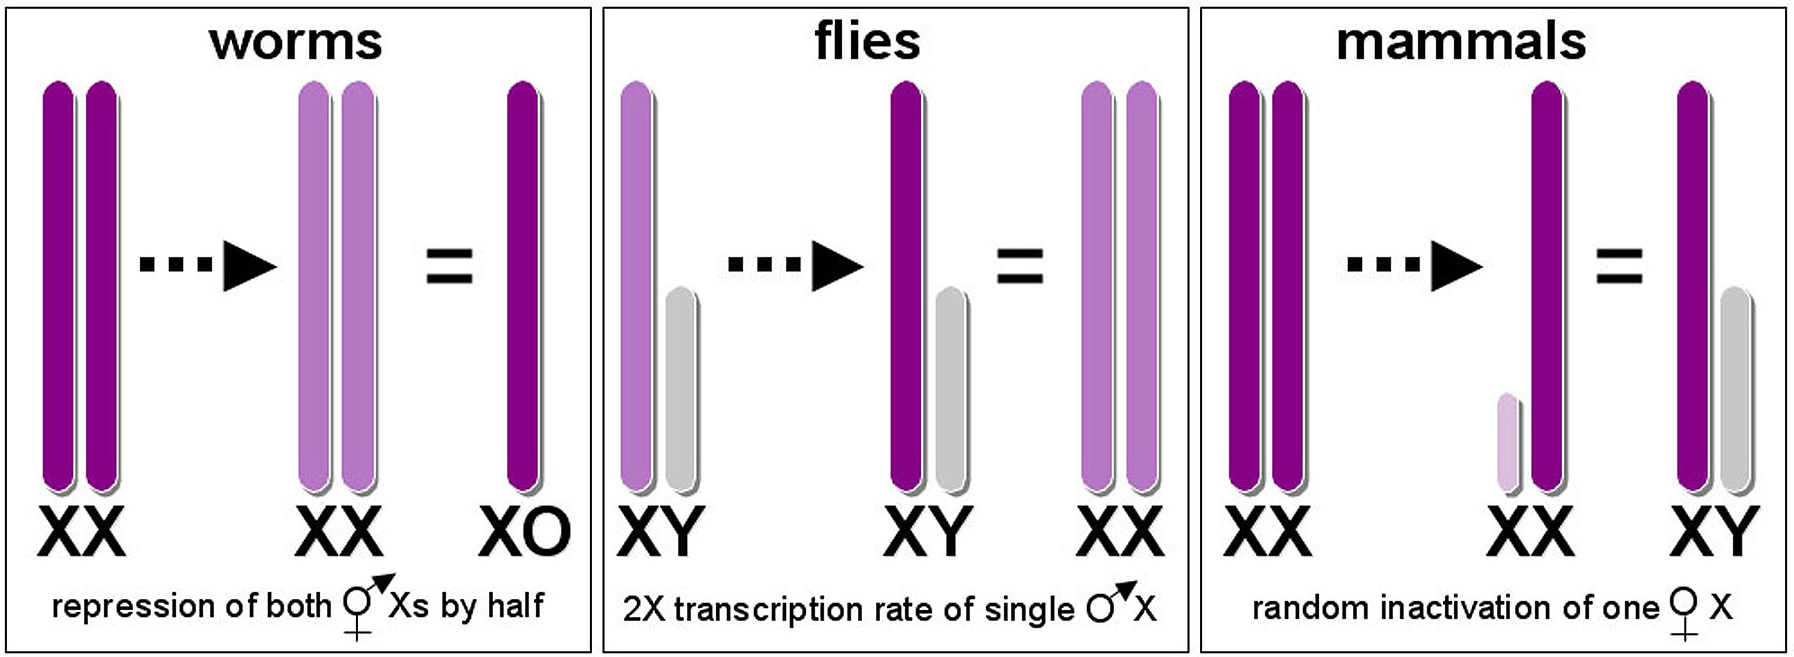 worms
XX XX XO
repression of both ⚥ Xs by half
flies
XY XY XX
2X transcription rate of single ♂ X
mammals
XX XX XY
random inactivation of one ♀ X